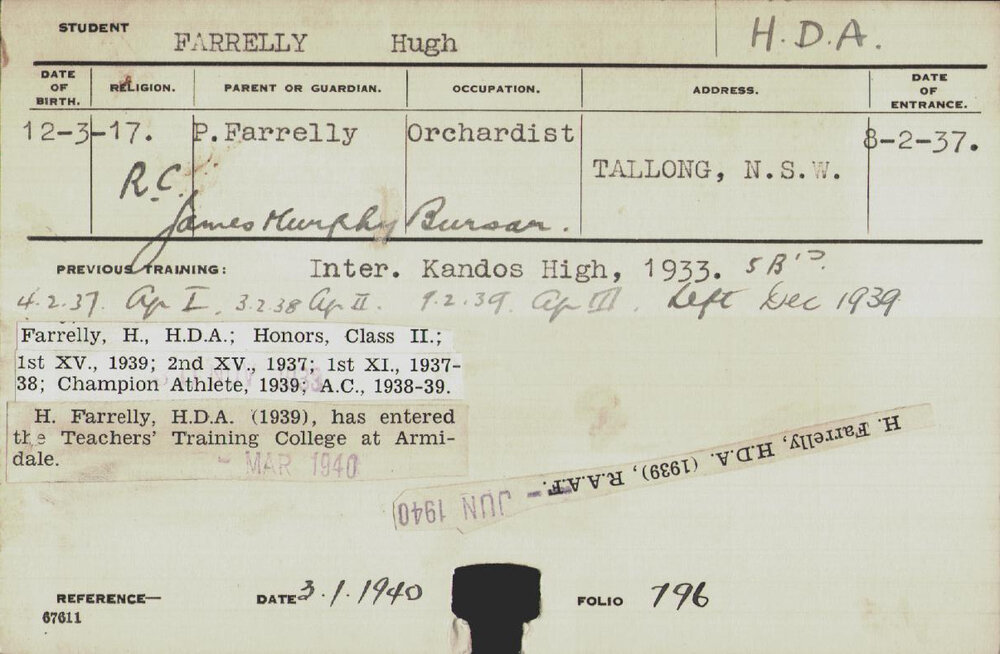 STUDENT FARRELLY Hugh H.D.A.
DATE OF BIRTH. RELIGION. PARENT OR GUARDIAN. OCCUPATION. ADDRESS. DATE OF ENTRANCE.
12-3-17. P.Farrelly Orchardist 8-2-37.
TALLONG, N.S.W.
R.C.
James Murphy Bursar.
PREVIOUS TRAINING: Inter. Kandos High, 1933. 5B's.
4.2.37. Ag I. 3.2.38 Ag II. 9.2.39. Ag III. Left Dec 1939
Farrelly, H., H.D.A.; Honors, Class II.;
1st XV., 1939; 2nd XV., 1937; 1st XI., 1937-
38; Champion Athlete, 1939; A.C., 1938-39.
H. Farrelly, H.D.A. (1939), has entered
the Teachers' Training College at Armi-
dale.
- MAR 1940
H. Farrelly, H.D.A. (1939), R.A.A.F.
- JUN 1940
REFERENCE— DATE 3.1.1940 FOLIO 796
67611